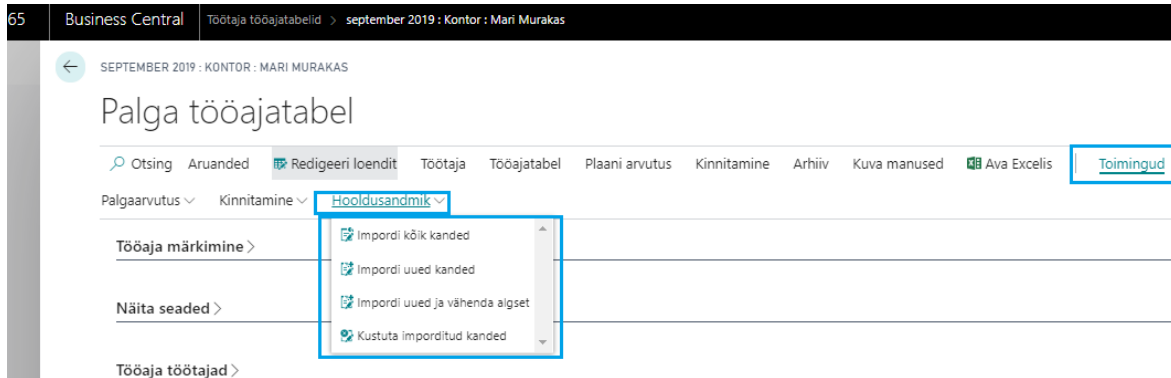 65 Business Central Töötaja tööajatabelid > september 2019 : Kontor : Mari Murakas
SEPTEMBER 2019 : KONTOR : MARI MURAKAS
Palga tööajatabel
Otsing Aruanded Redigeeri loendit Töötaja Tööajatabel Plaani arvutus Kinnitamine Arhiiv Kuva manused Ava Excelis Toimingud
Palgaarvutus Kinnitamine Hooldusandmik
Impordi kõik kanded
Tööaja märkimine >
Impordi uued kanded
Impordi uued ja vähenda algset
Näita seaded >
Kustuta imporditud kanded
Tööaja töötajad >